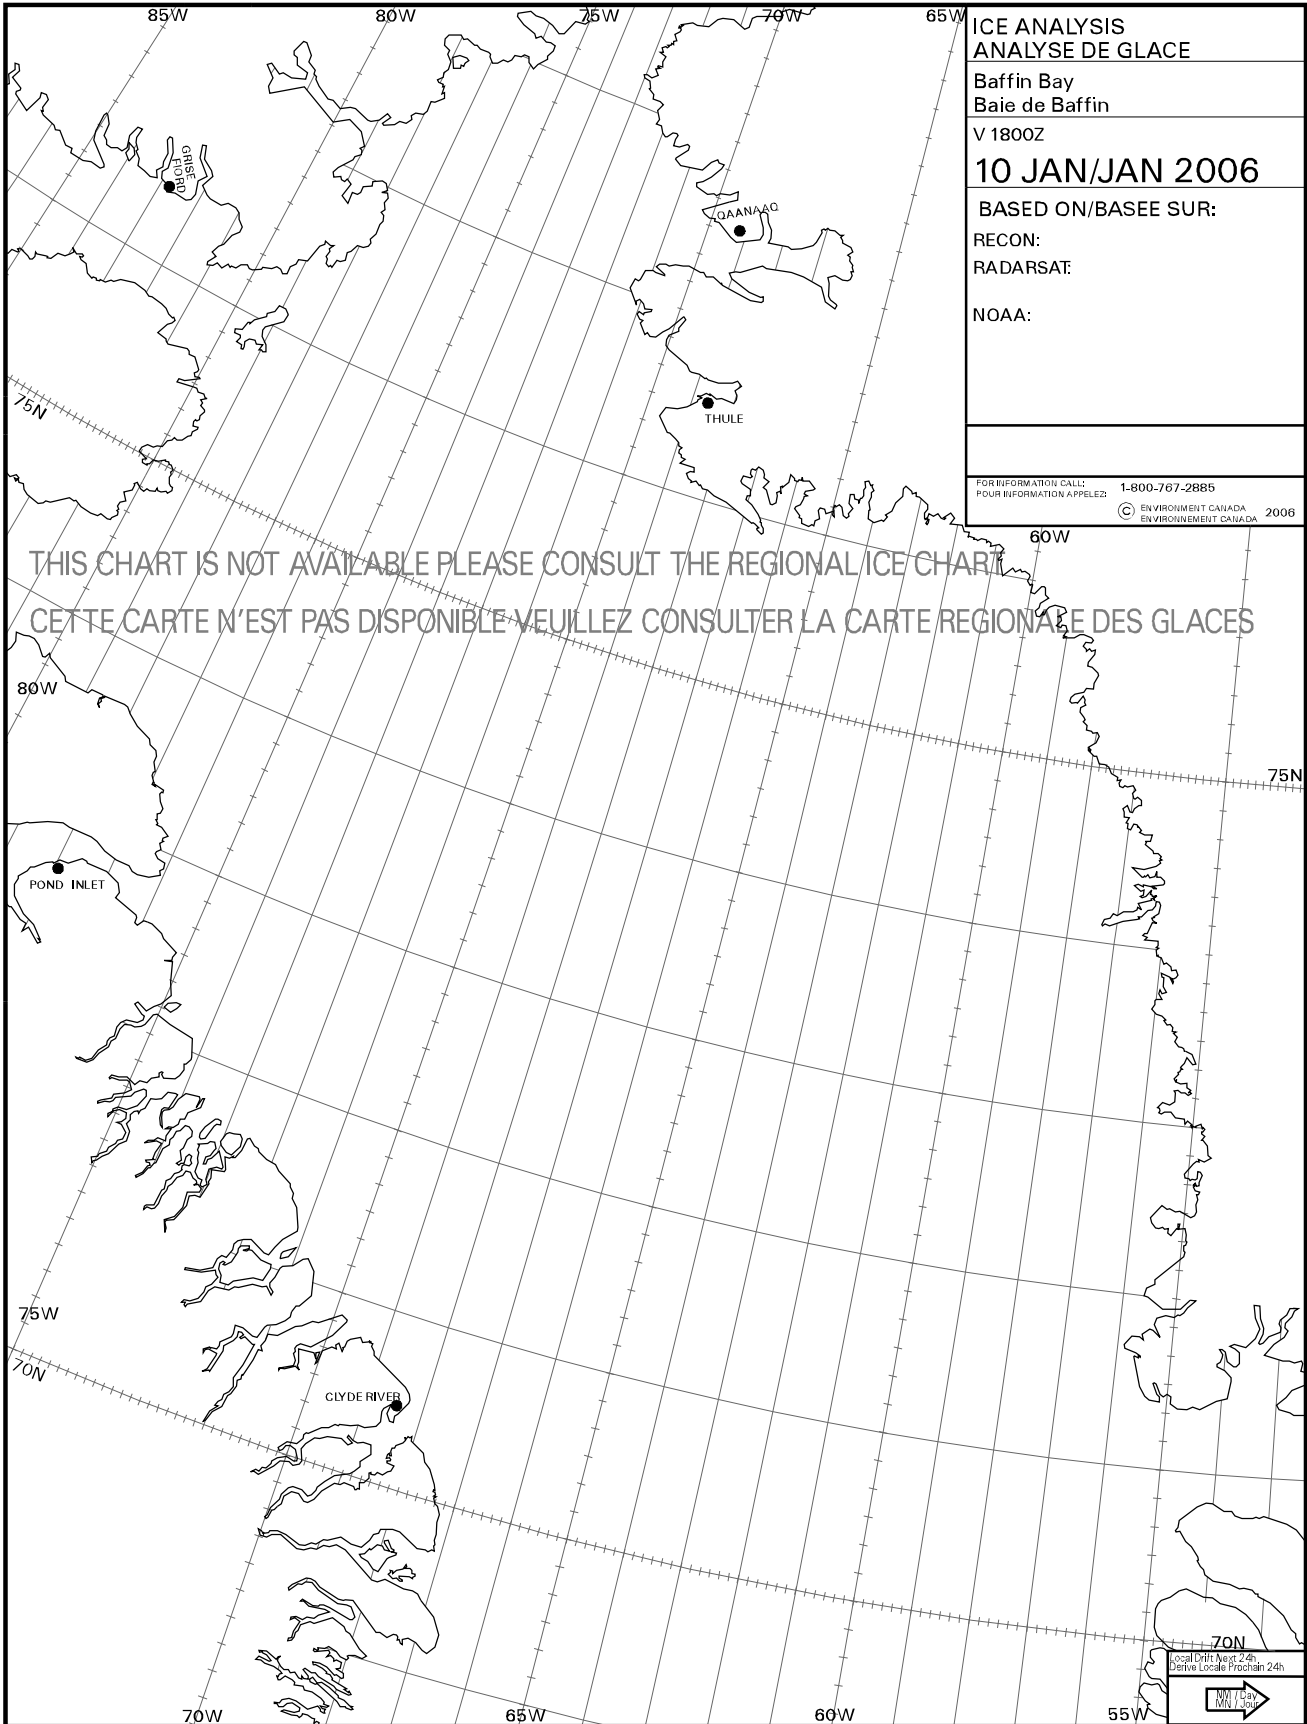 85W 80W 75W 70W 65W
ICE ANALYSIS
ANALYSE DE GLACE
Baffin Bay
Baie de Baffin
V 1800Z
10 JAN/JAN 2006
BASED ON/BASEE SUR:
RECON:
RADARSAT:
NOAA:
FOR INFORMATION CALL:
POUR INFORMATION APPELEZ:
1-800-767-2885
© ENVIRONMENT CANADA
ENVIRONNEMENT CANADA
2006
GRISE
FIORD
QAANAAQ
75N
THULE
60W
THIS CHART IS NOT AVAILABLE PLEASE CONSULT THE REGIONAL ICE CHART
CETTE CARTE N'EST PAS DISPONIBLE VEUILLEZ CONSULTER LA CARTE REGIONALE DES GLACES
80W
75N
POND INLET
75W
70N
CLYDE RIVER
70N
Local Drift Next 24h
Derive Locale Prochain 24h
NM / Day
MN / Jour
70W 65W 60W 55W